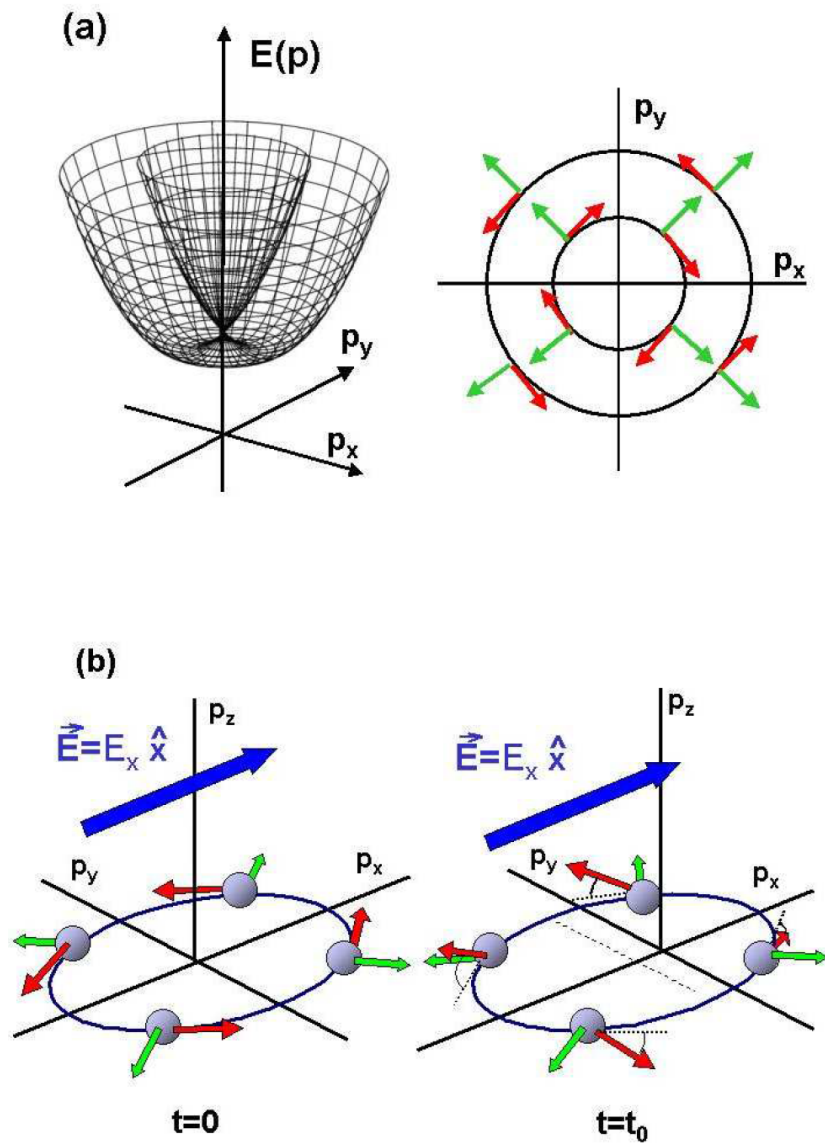 (a)
E(p)
p_y
p_x
p_y
p_x
(b)
p_z
E⃗=E_x x̂
p_y
p_x
t=0
p_z
E⃗=E_x x̂
p_y
p_x
t=t_0